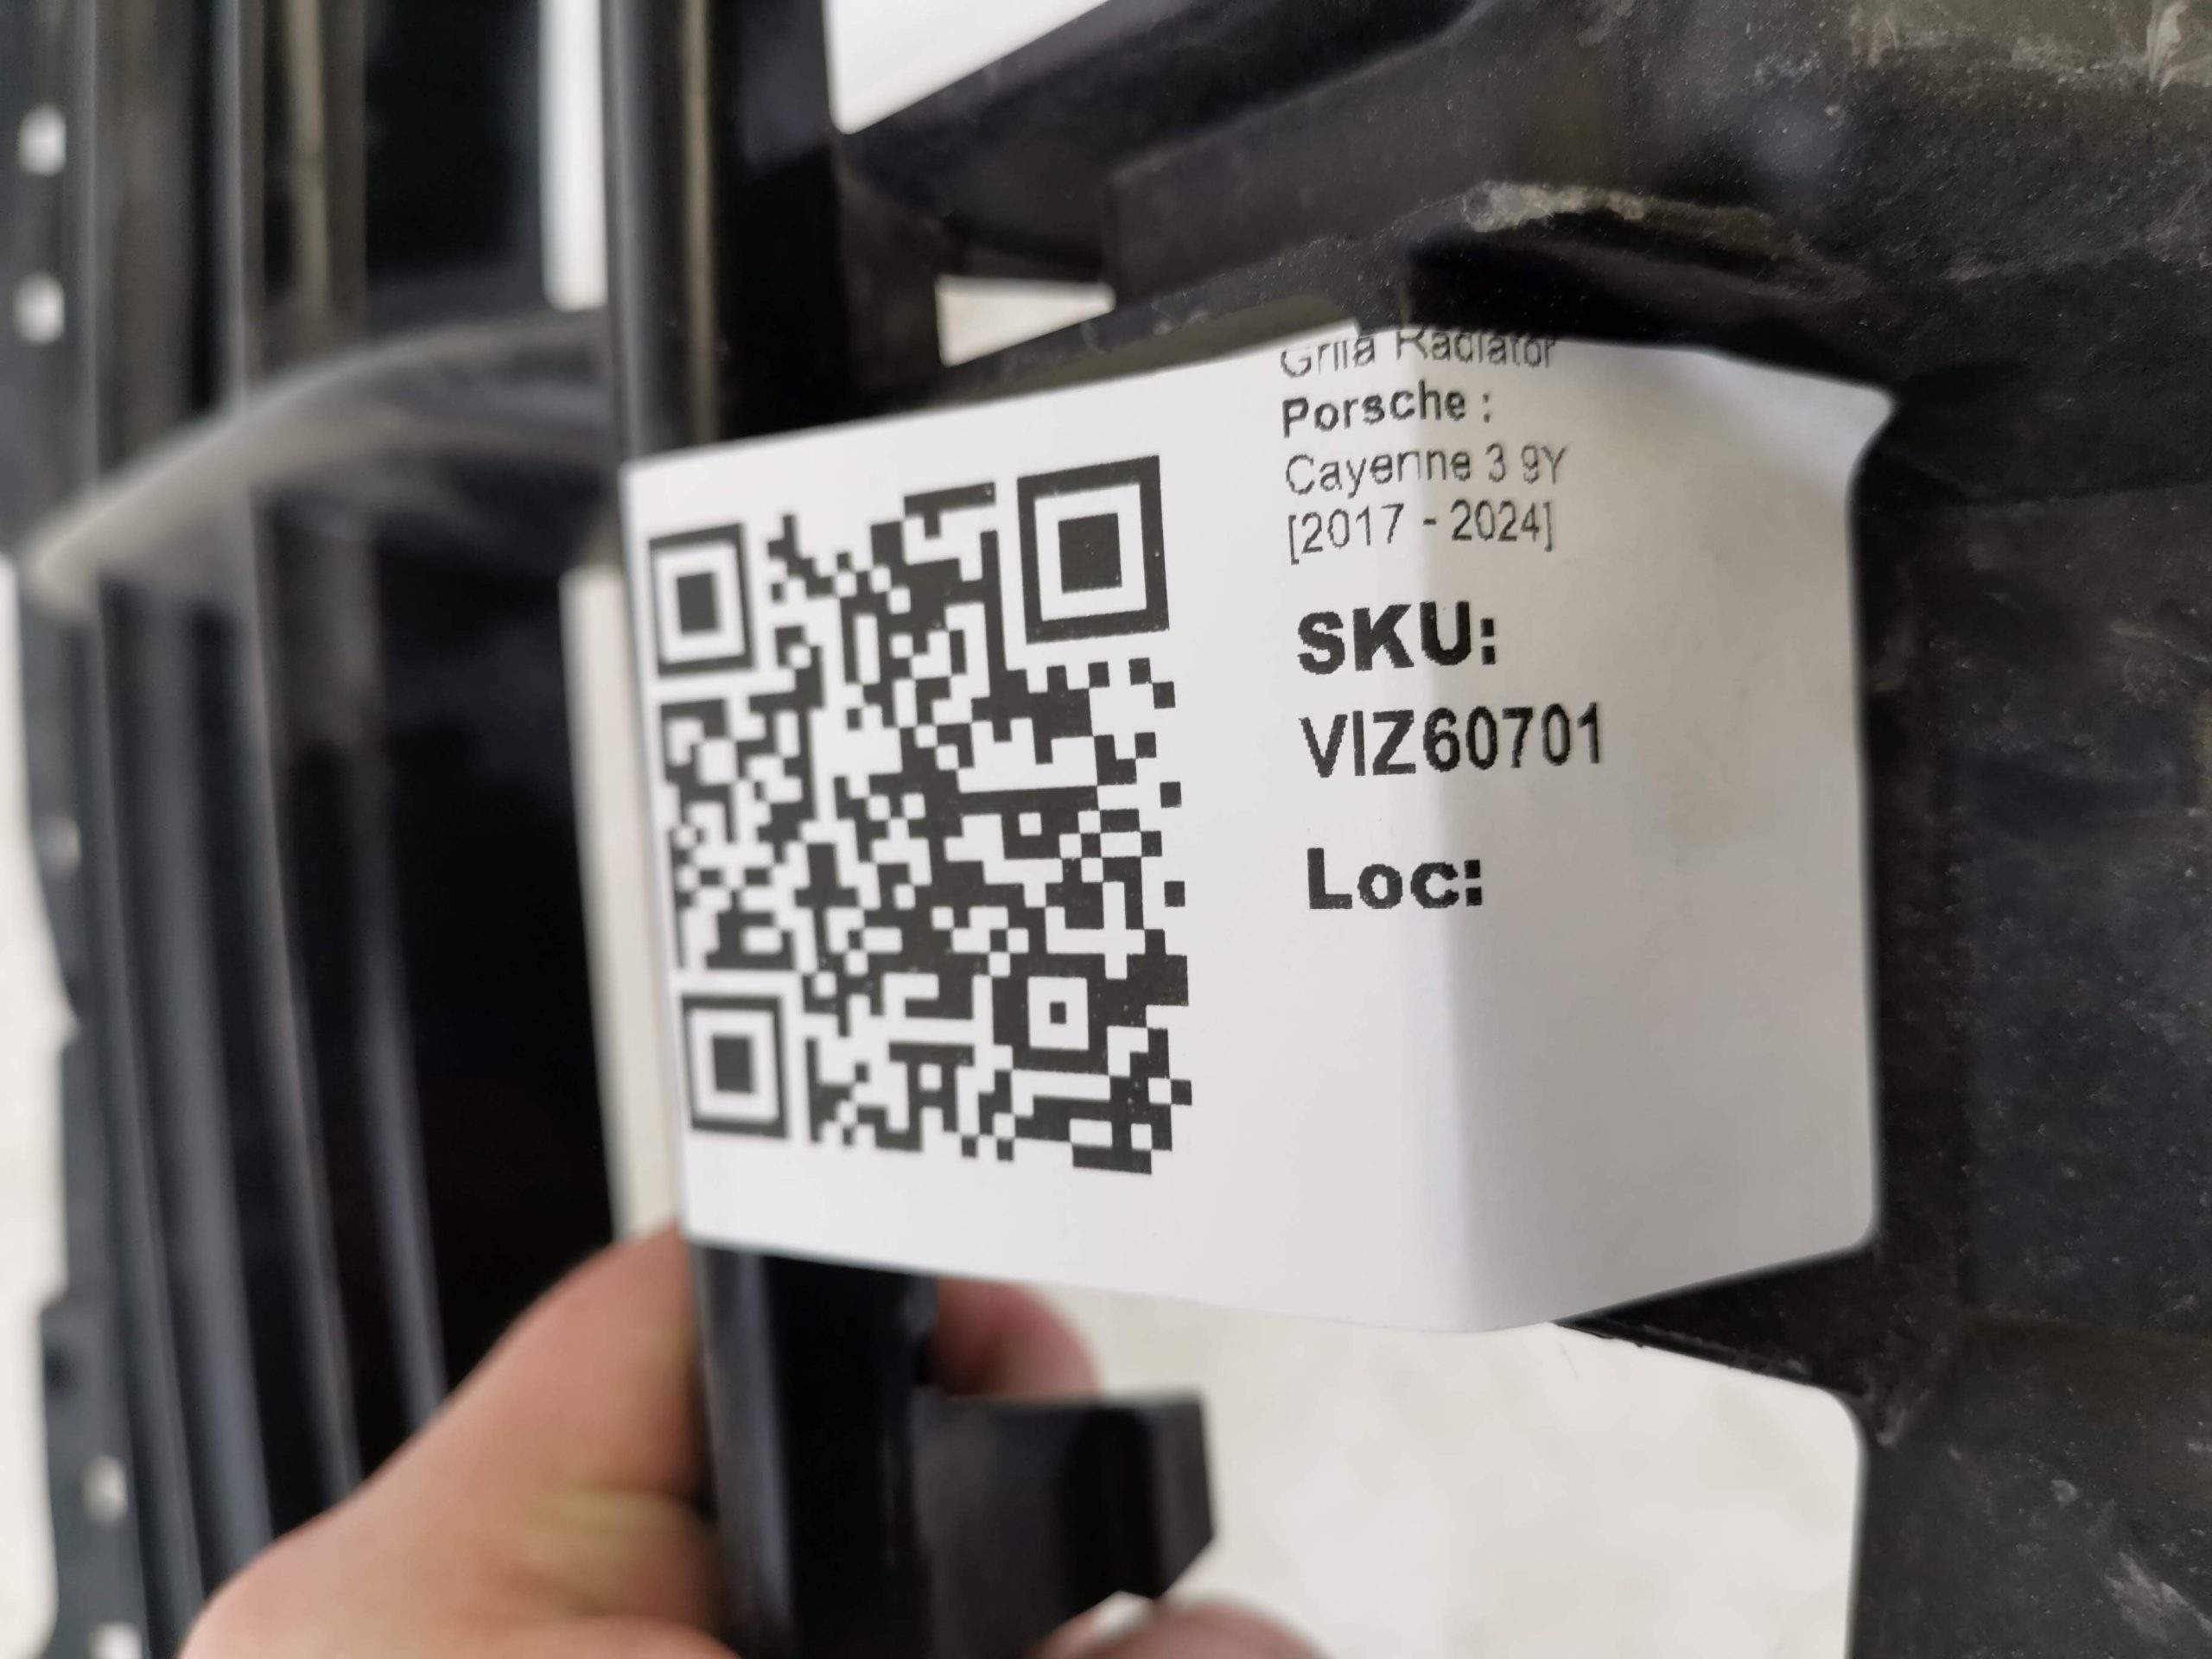 Grila Radiator
Porsche :
Cayenne 3 9Y
[2017 - 2024]
SKU:
VIZ60701
Loc: